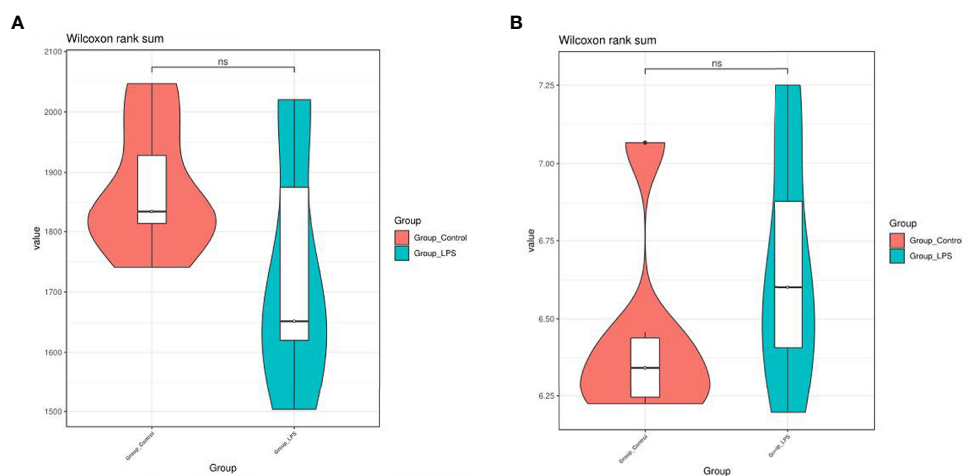 A
Wilcoxon rank sum
2100
ns
2000
1900
1800
1700
1600
1500
value
Group_Control
Group_LPS
Group
Group
Group_Control
Group_LPS
B
Wilcoxon rank sum
ns
7.25
7.00
6.75
6.50
6.25
value
Group_Control
Group_LPS
Group
Group
Group_Control
Group_LPS